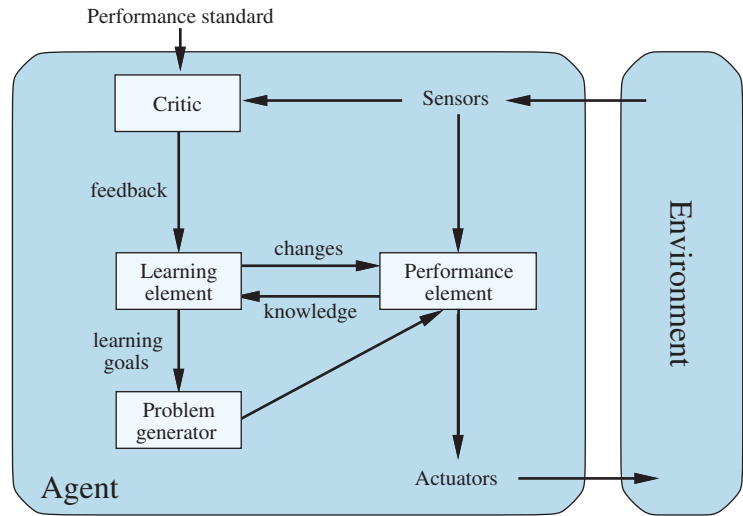 Performance standard
Critic
Sensors
feedback
changes
Learning
element
Performance
element
knowledge
learning
goals
Problem
generator
Agent
Actuators
Environment